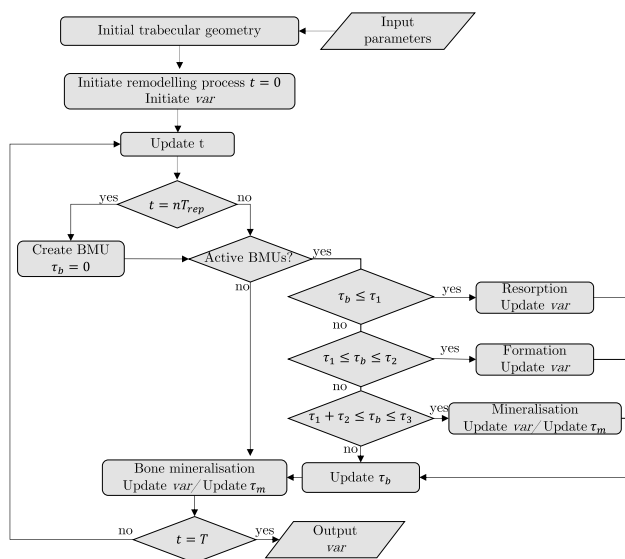 Initial trabecular geometry
Input
parameters
Initiate remodelling process t = 0
Initiate var
Update t
yes
no
t = nT_rep
Create BMU
τ_b = 0
Active BMUs?
yes
no
τ_b ≤ τ_1
yes
Resorption
Update var
no
τ_1 ≤ τ_b ≤ τ_2
yes
Formation
Update var
no
τ_1 + τ_2 ≤ τ_b ≤ τ_3
yes
Mineralisation
Update var/ Update τ_m
no
Bone mineralisation
Update var/ Update τ_m
Update τ_b
no
t = T
yes
Output
var